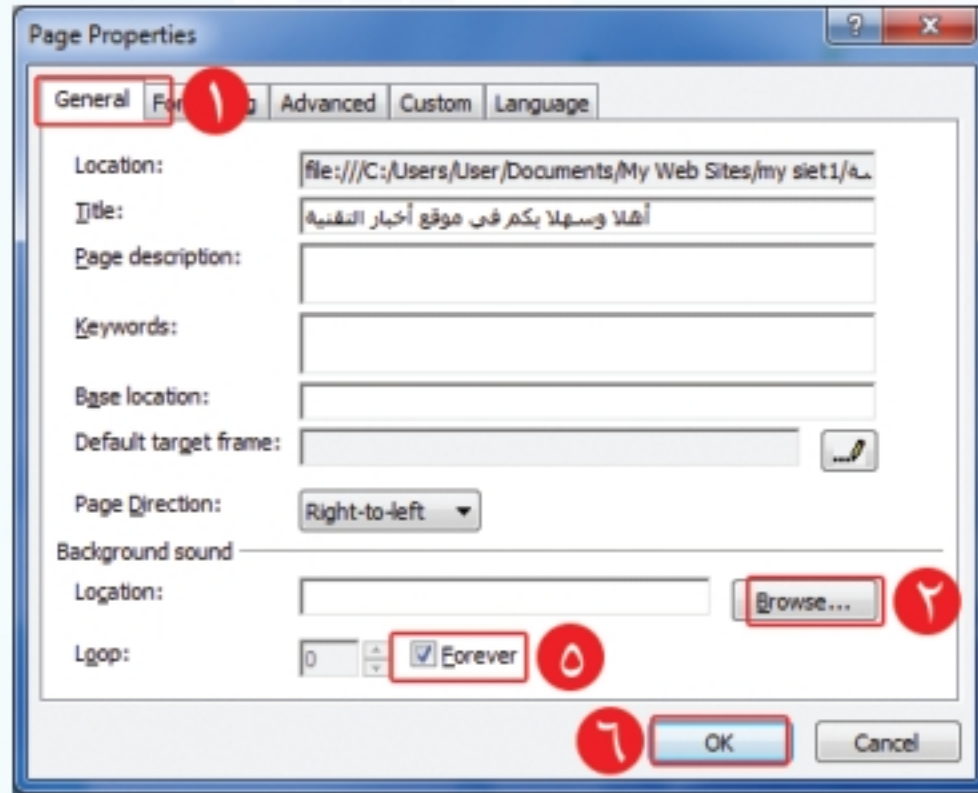 Page Properties
General ١ Advanced Custom Language
Location: file:///C:/Users/User/Documents/My Web Sites/my siet1/
Title: أهلا وسهلا بكم في موقع أخبار التقنية
Page description:
Keywords:
Base location:
Default target frame: ...
Page Direction: Right-to-left
Background sound
Location: Browse... ٢
Loop: 0 Forever ٥
٦ OK Cancel